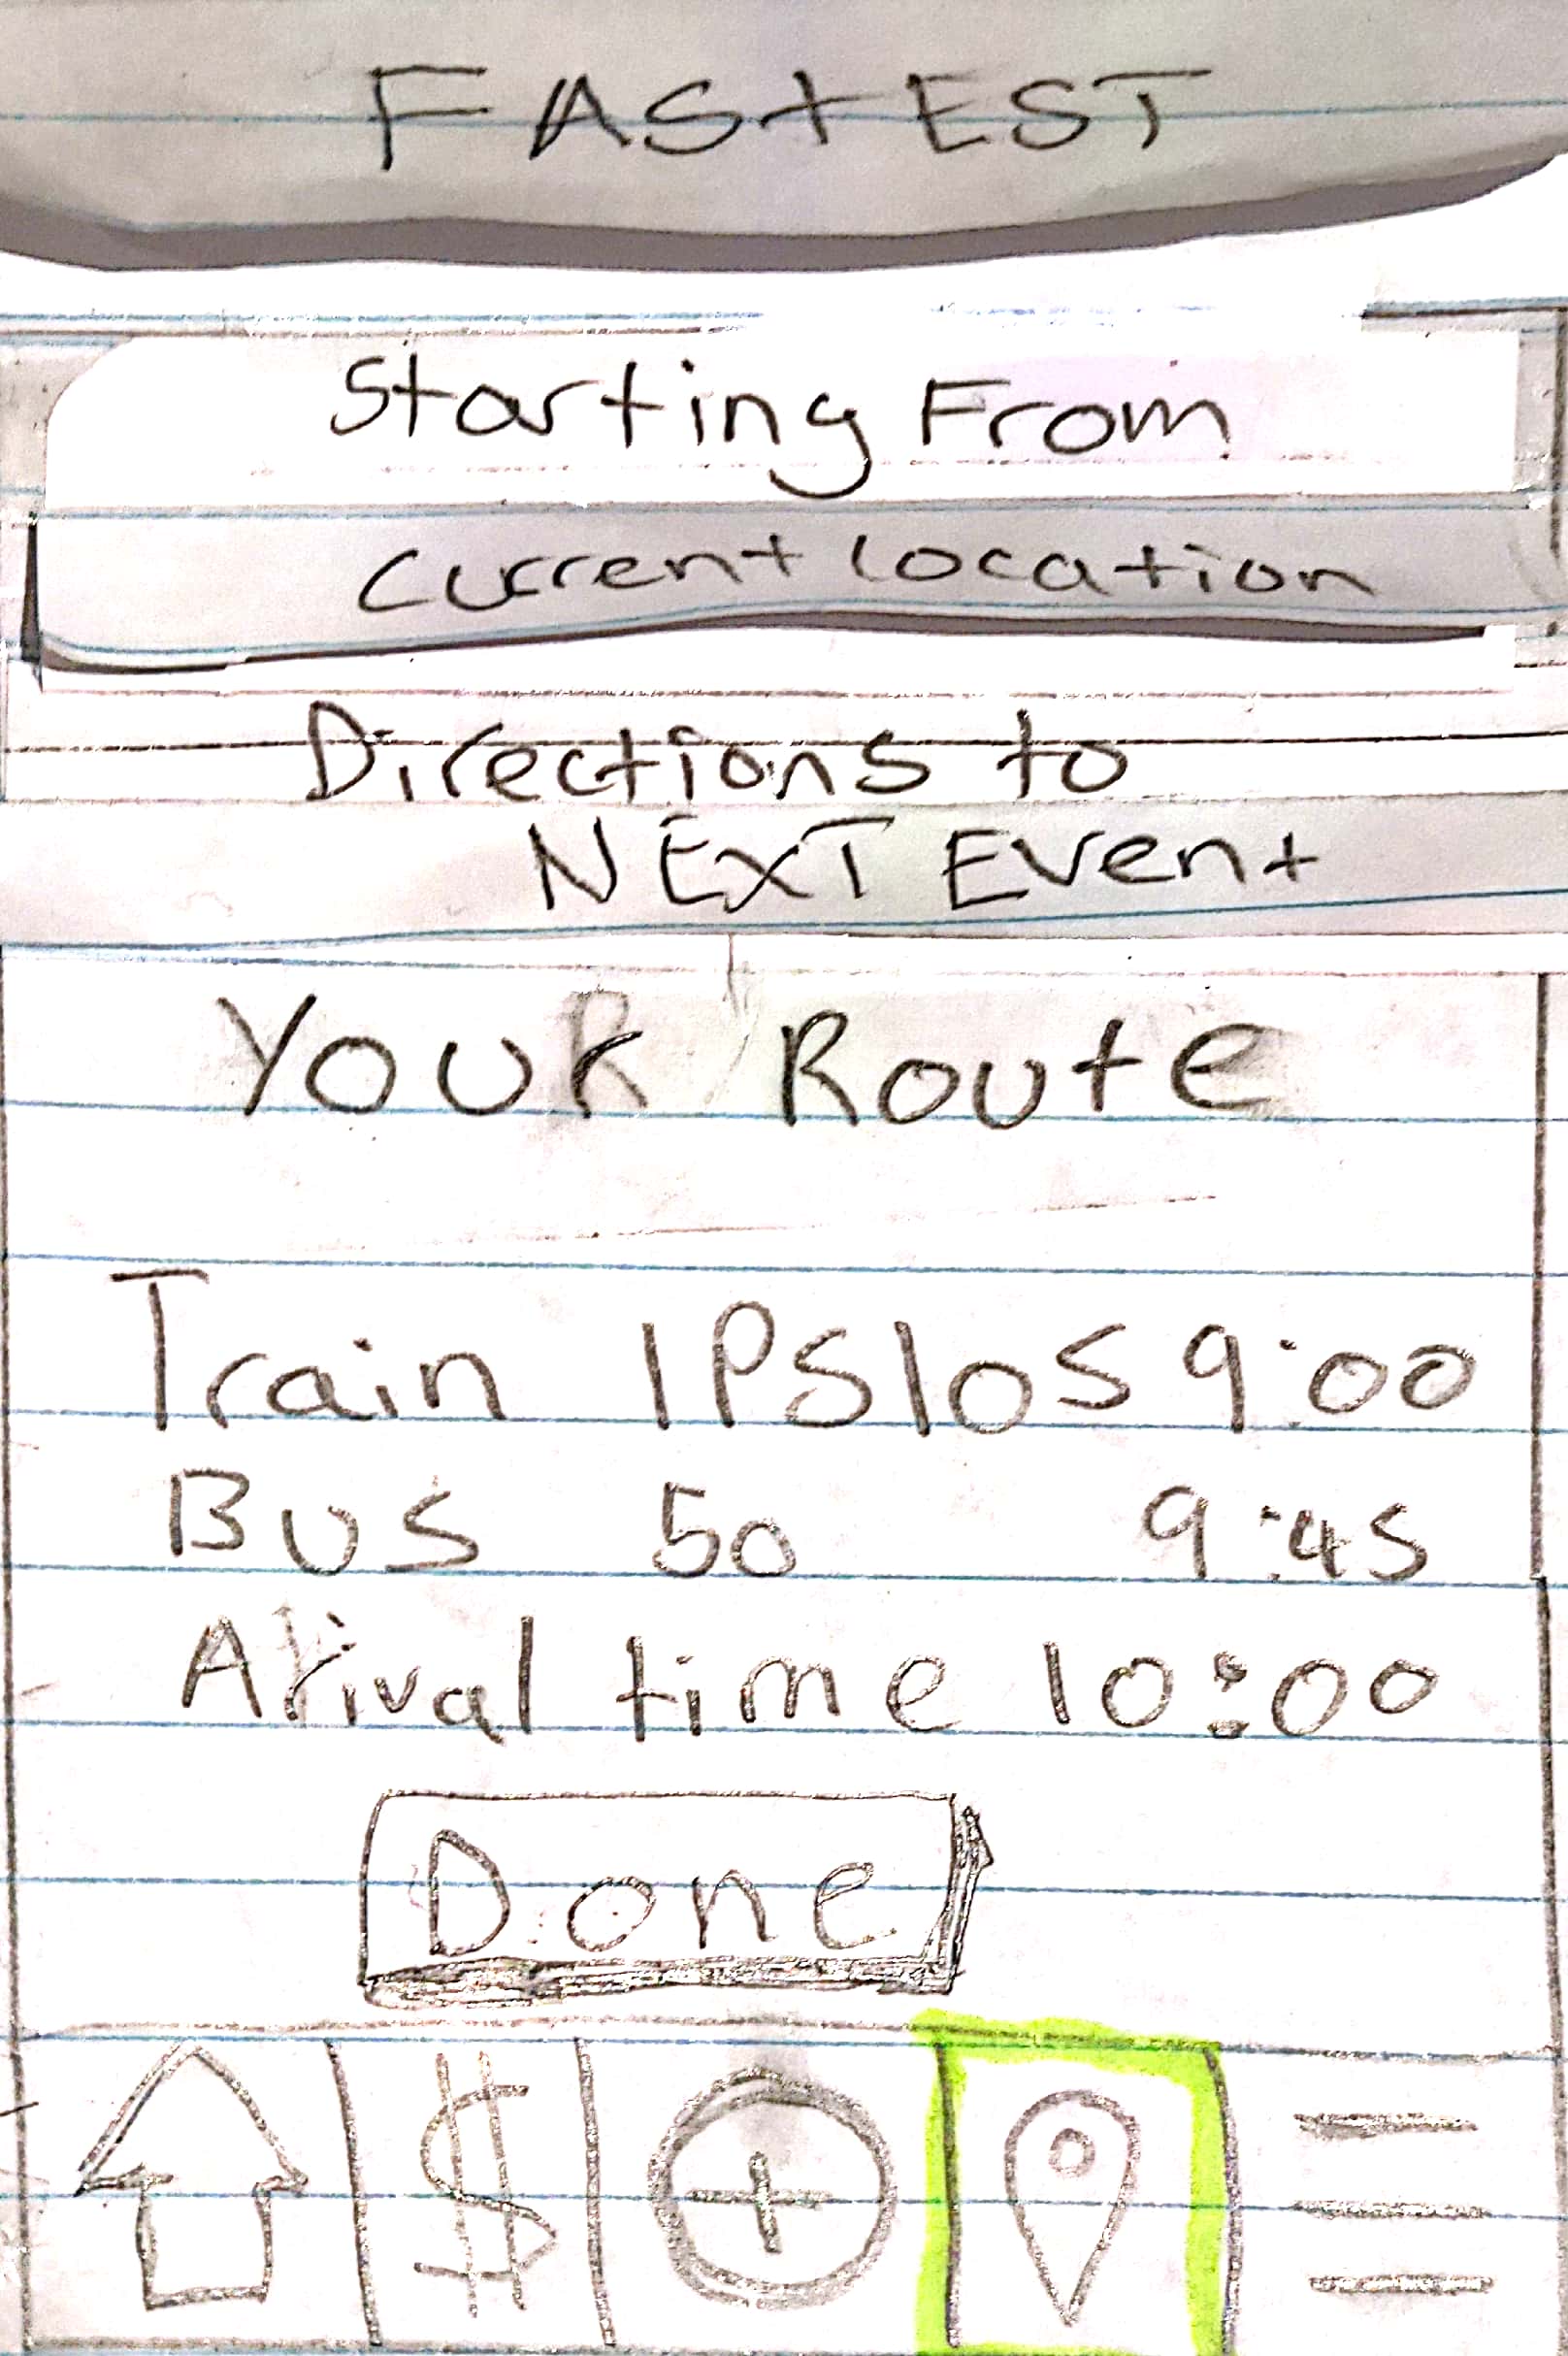 FAStEST
Starting From
Current location
Directions to
NEXT Event
YOUR Route
Train IPSIOS 9:00
BUS 50 9:45
Arival time 10:00
Done
$